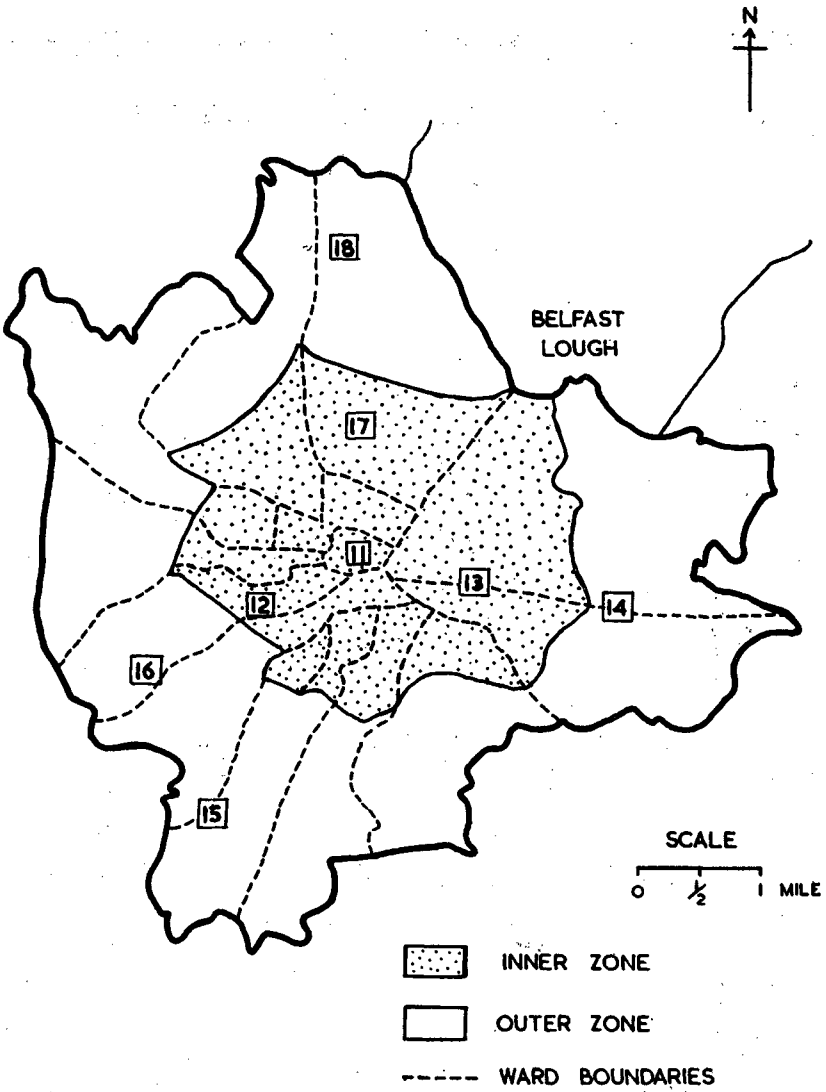 N
18
BELFAST
LOUGH
17
11
13
12
14
16
15
SCALE
0 1/2 1 MILE
INNER ZONE
OUTER ZONE
WARD BOUNDARIES